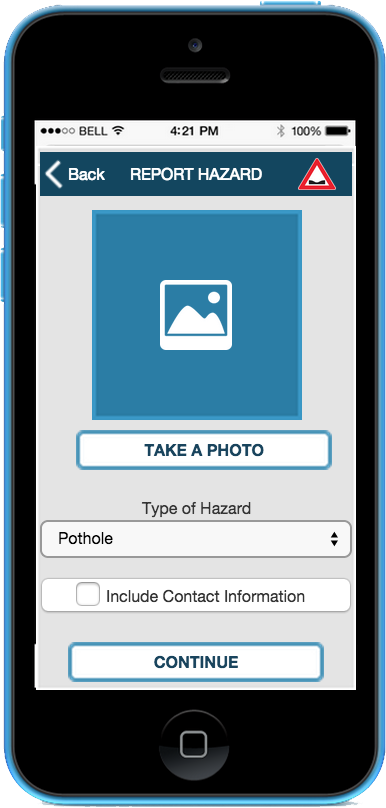 BELL 4:21 PM 100%
Back REPORT HAZARD
TAKE A PHOTO
Type of Hazard
Pothole
Include Contact Information
CONTINUE